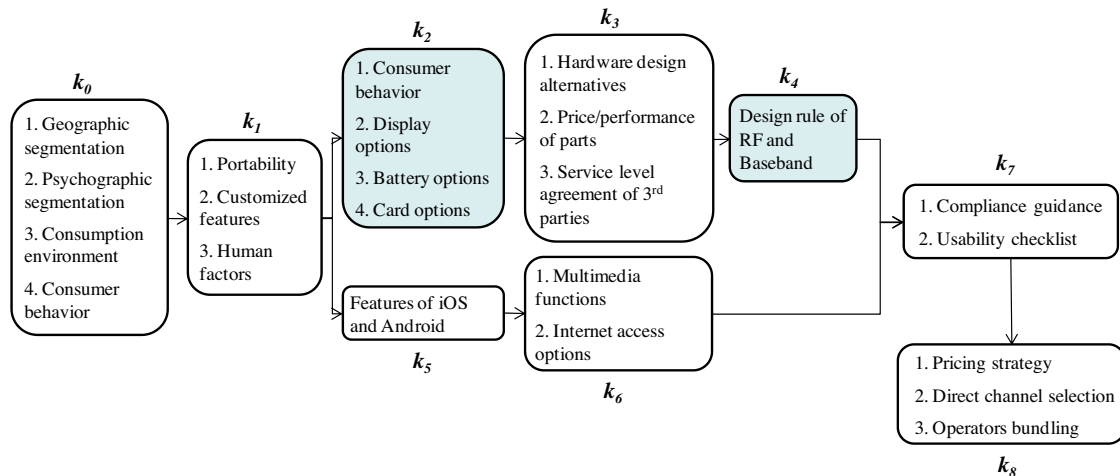 k0
1. Geographic
segmentation
2. Psychographic
segmentation
3. Consumption
environment
4. Consumer
behavior
k1
1. Portability
2. Customized
features
3. Human
factors
k2
1. Consumer
behavior
2. Display
options
3. Battery options
4. Card options
k3
1. Hardware design
alternatives
2. Price/performance
of parts
3. Service level
agreement of 3rd
parties
k4
Design rule of
RF and
Baseband
Features of iOS
and Android
k5
1. Multimedia
functions
2. Internet access
options
k6
k7
1. Compliance guidance
2. Usability checklist
1. Pricing strategy
2. Direct channel selection
3. Operators bundling
k8